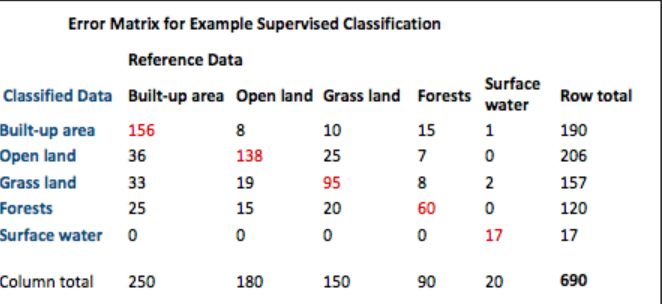 Error Matrix for Example Supervised Classification
Reference Data
Classified Data Built-up area Open land Grass land Forests Surface water Row total
Built-up area 156 8 10 15 1 190
Open land 36 138 25 7 0 206
Grass land 33 19 95 8 2 157
Forests 25 15 20 60 0 120
Surface water 0 0 0 0 17 17
Column total 250 180 150 90 20 690